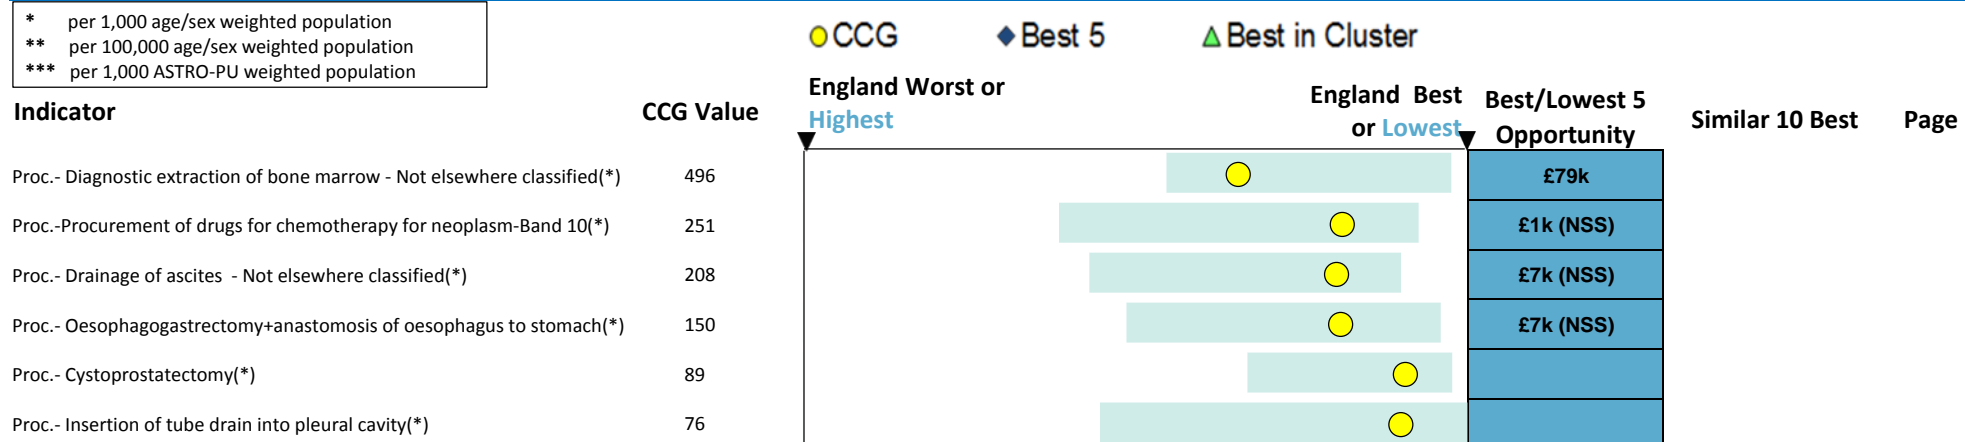 * per 1,000 age/sex weighted population
** per 100,000 age/sex weighted population
*** per 1,000 ASTRO-PU weighted population
CCG Best 5 Best in Cluster
Indicator CCG Value England Worst or Highest England Best or Lowest Best/Lowest 5 Opportunity Similar 10 Best Page
Proc.- Diagnostic extraction of bone marrow - Not elsewhere classified(*) 496 £79k
Proc.-Procurement of drugs for chemotherapy for neoplasm-Band 10(*) 251 £1k (NSS)
Proc.- Drainage of ascites - Not elsewhere classified(*) 208 £7k (NSS)
Proc.- Oesophagogastrectomy+anastomosis of oesophagus to stomach(*) 150 £7k (NSS)
Proc.- Cystoprostatectomy(*) 89
Proc.- Insertion of tube drain into pleural cavity(*) 76